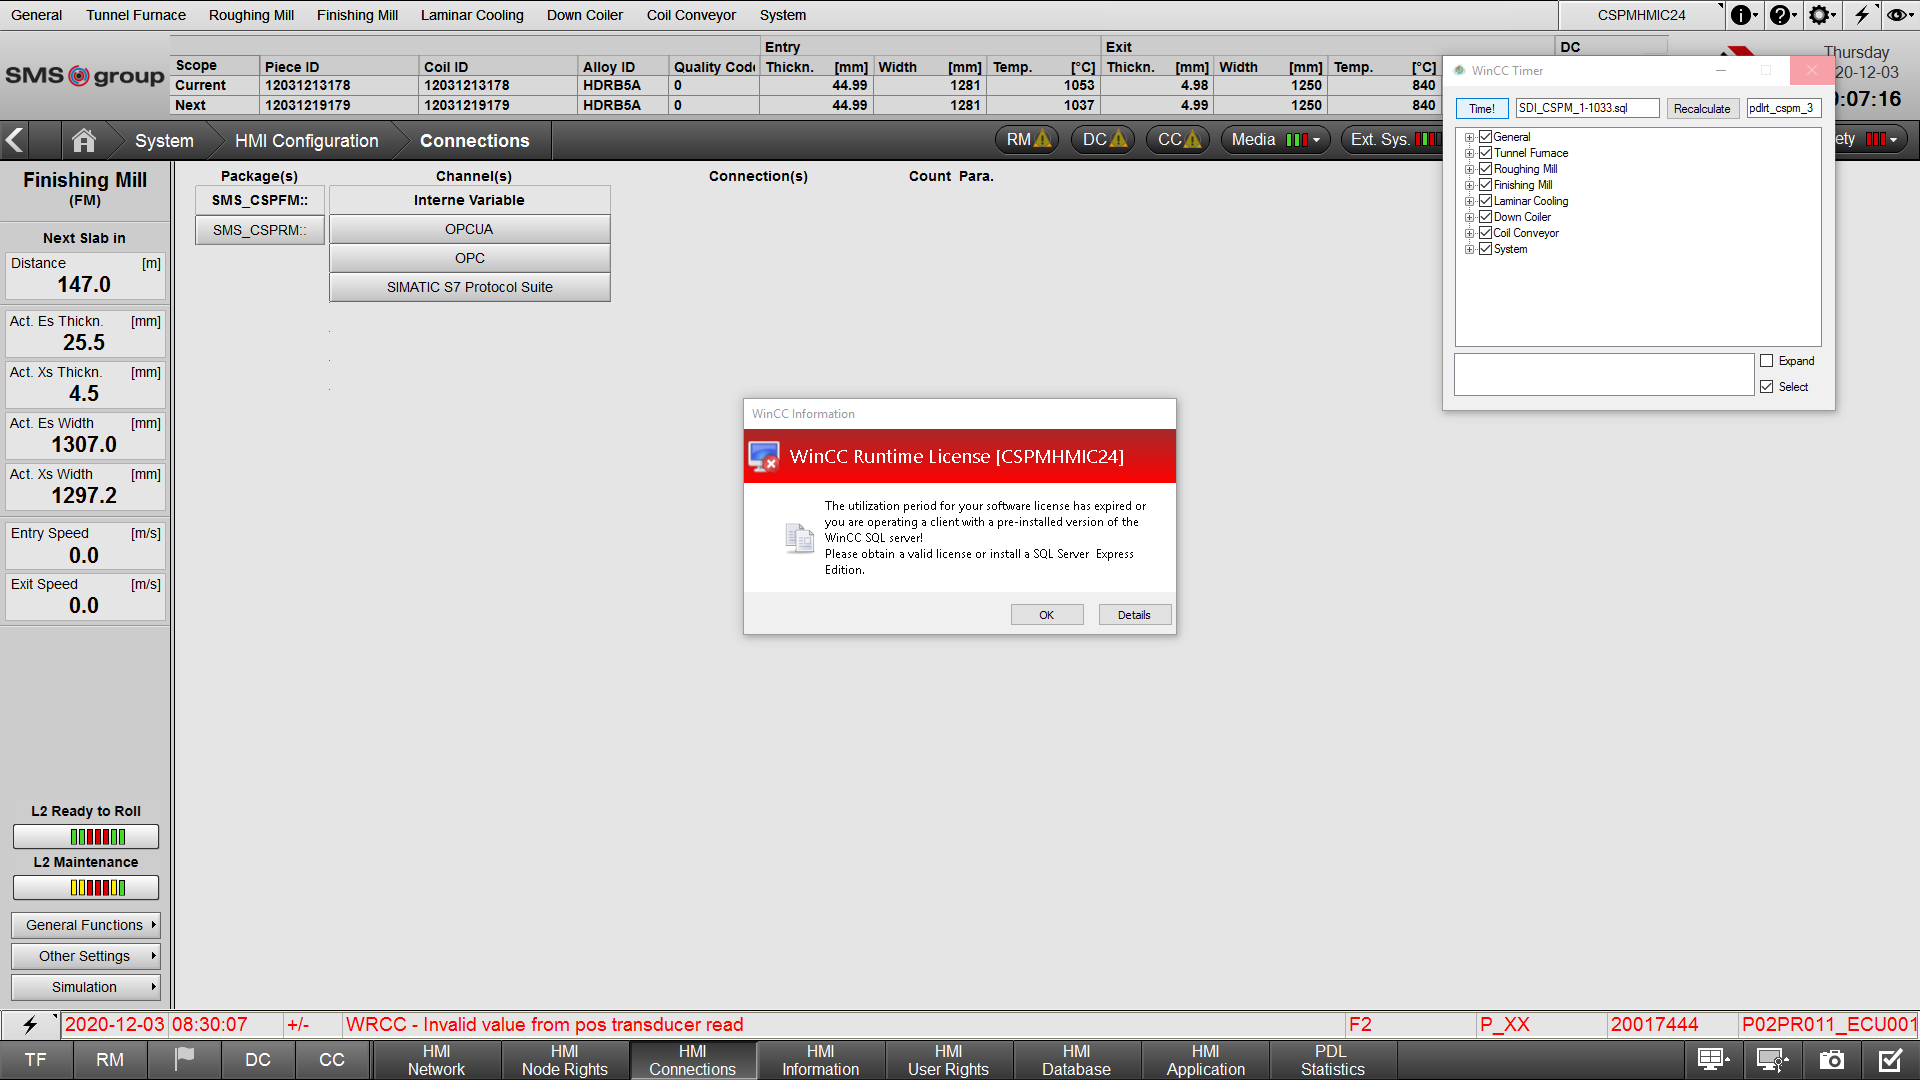 General Tunnel Furnace Roughing Mill Finishing Mill Laminar Cooling Down Coiler Coil Conveyor System CSPMHMIC24
SMS group
Entry Exit DC
Scope Piece ID Coil ID Alloy ID Quality Code Thickn. [mm] Width [mm] Temp. [°C] Thickn. [mm] Width [mm] Temp. [°C]
Current 12031213178 12031213178 HDRB5A 0 44.99 1281 1053 4.98 1250 840
Next 12031219179 12031219179 HDRB5A 0 44.99 1281 1037 4.99 1250 840
Thursday
20-12-03
:07:16
System HMI Configuration Connections RM DC CC Media Ext. Sys. ety
WinCC Timer
Time! SDI_CSPM_1-1033.sql Recalculate pdlrt_cspm_3
General
Tunnel Furnace
Roughing Mill
Finishing Mill
Laminar Cooling
Down Coiler
Coil Conveyor
System
Expand
Select
Finishing Mill
(FM)
Next Slab in
Distance [m]
147.0
Act. Es Thickn. [mm]
25.5
Act. Xs Thickn. [mm]
4.5
Act. Es Width [mm]
1307.0
Act. Xs Width [mm]
1297.2
Entry Speed [m/s]
0.0
Exit Speed [m/s]
0.0
L2 Ready to Roll
L2 Maintenance
General Functions
Other Settings
Simulation
Package(s) Channel(s) Connection(s) Count Para.
SMS_CSPFM:: Interne Variable
SMS_CSPRM:: OPCUA
OPC
SIMATIC S7 Protocol Suite
WinCC Information
WinCC Runtime License [CSPMHMIC24]
The utilization period for your software license has expired or
you are operating a client with a pre-installed version of the
WinCC SQL server!
Please obtain a valid license or install a SQL Server Express
Edition.
OK Details
2020-12-03 08:30:07 +/- WRCC - Invalid value from pos transducer read F2 P_XX 20017444 P02PR011_ECU001
TF RM DC CC
HMI Network
HMI Node Rights
HMI Connections
HMI Information
HMI User Rights
HMI Database
HMI Application
PDL Statistics